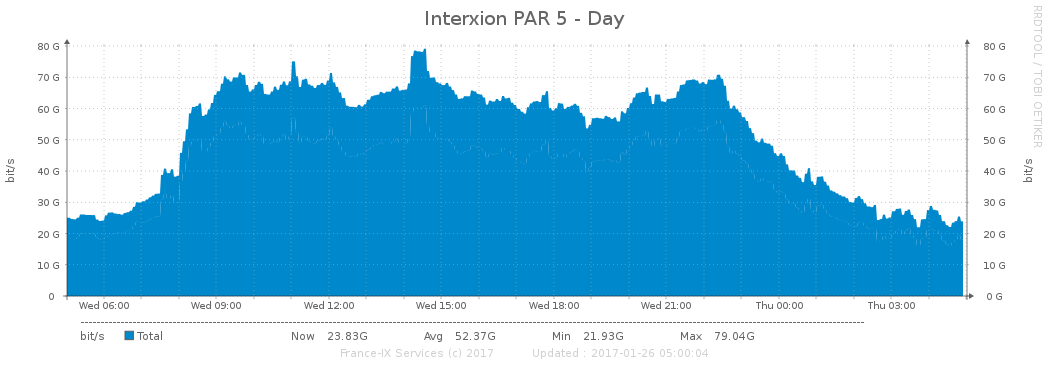 Interxion PAR 5 - Day
RRDTOOL / TOBI OETIKER
80 G 80 G
70 G 70 G
60 G 60 G
50 G 50 G
40 G 40 G
30 G 30 G
20 G 20 G
10 G 10 G
0 0 G
bit/s bit/s
Wed 06:00 Wed 09:00 Wed 12:00 Wed 15:00 Wed 18:00 Wed 21:00 Thu 00:00 Thu 03:00
bit/s Total Now 23.83G Avg 52.37G Min 21.93G Max 79.04G
France-IX Services (c) 2017 Updated : 2017-01-26 05:00:04